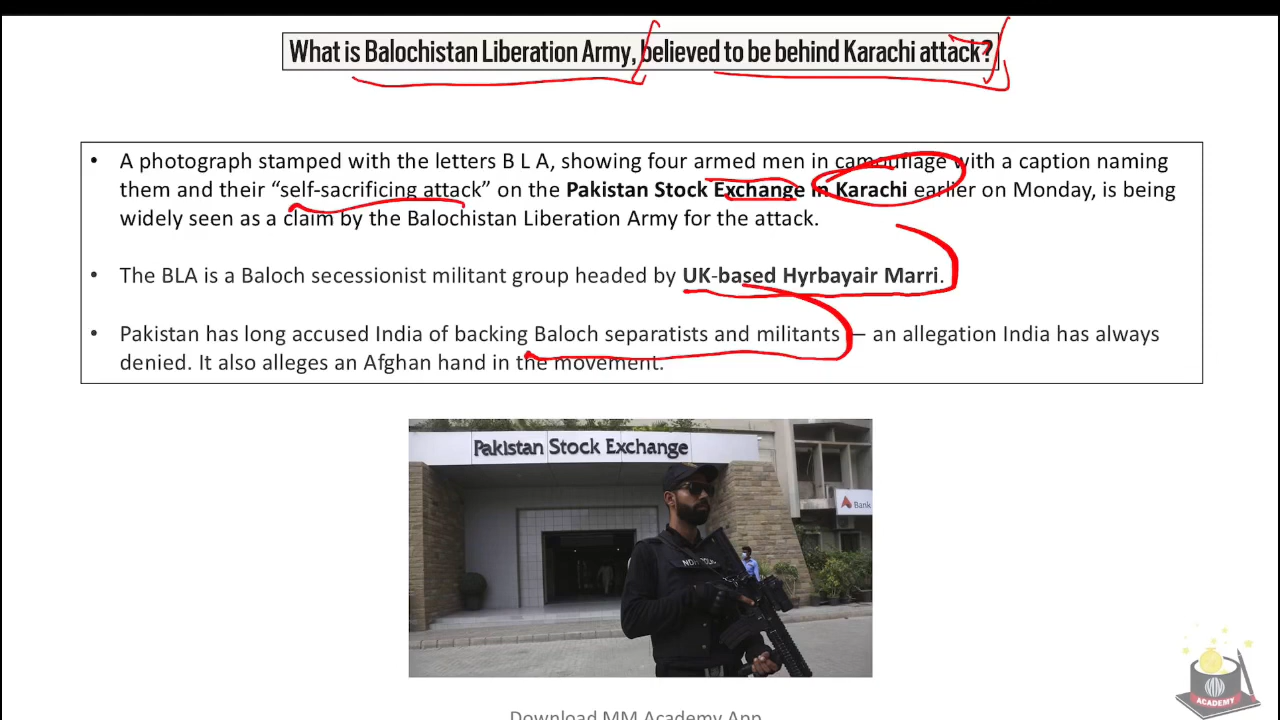 What is Balochistan Liberation Army, believed to be behind Karachi attack?
• A photograph stamped with the letters B L A, showing four armed men in camouflage with a caption naming
them and their “self-sacrificing attack” on the Pakistan Stock Exchange in Karachi earlier on Monday, is being
widely seen as a claim by the Balochistan Liberation Army for the attack.
• The BLA is a Baloch secessionist militant group headed by UK-based Hyrbayair Marri.
• Pakistan has long accused India of backing Baloch separatists and militants — an allegation India has always
denied. It also alleges an Afghan hand in the movement.
Pakistan Stock Exchange
Bank
ACADEMY
Download MM Academy App